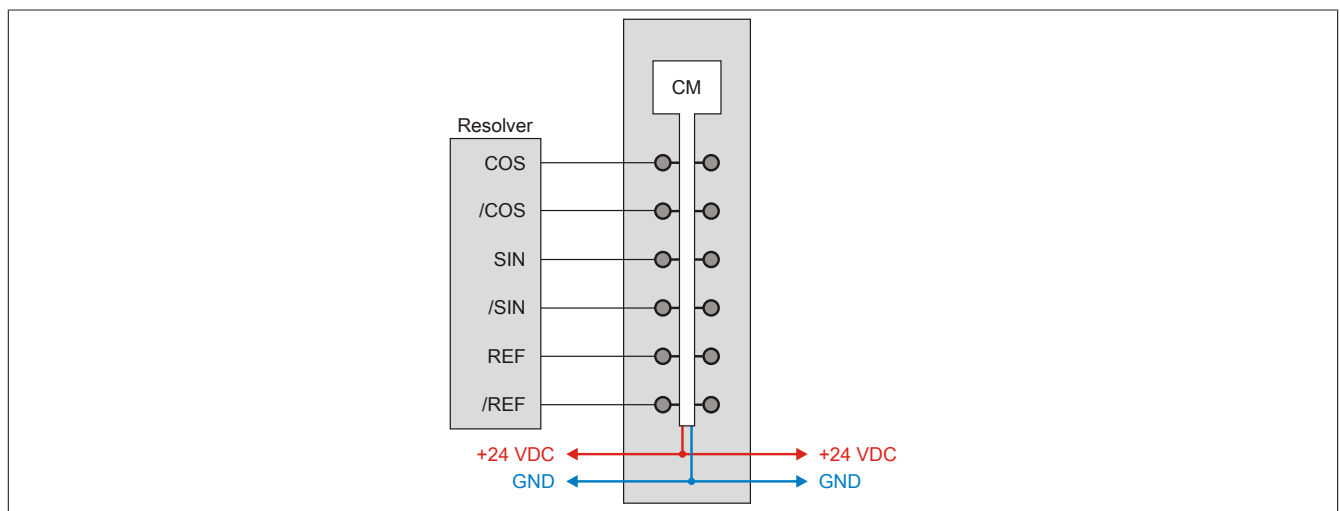 CM
Resolver
COS
/COS
SIN
/SIN
REF
/REF
+24 VDC +24 VDC
GND GND